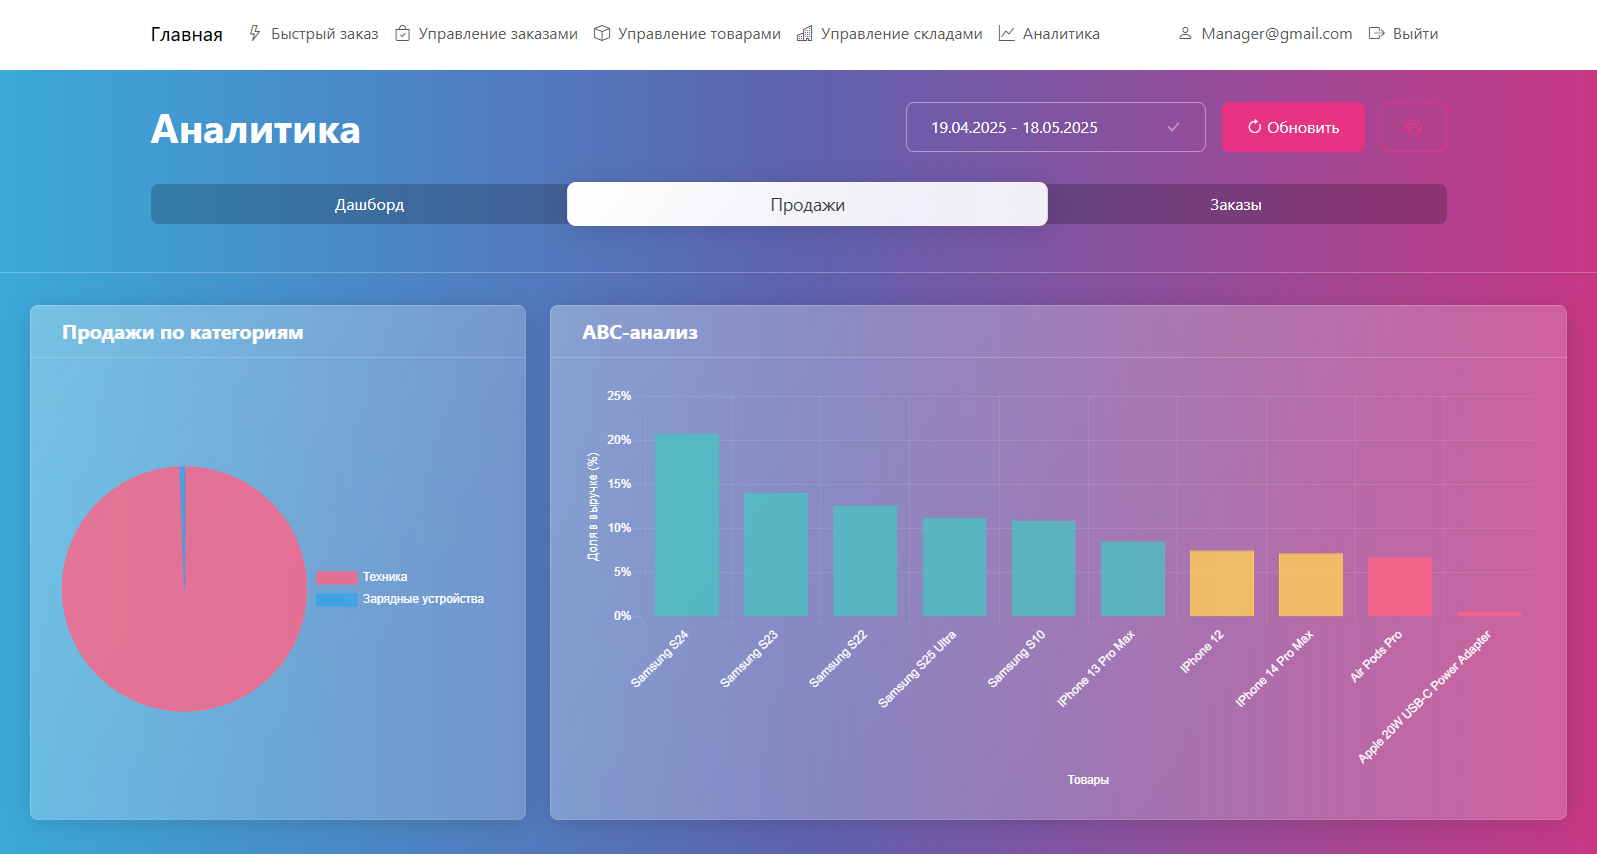 Главная Быстрый заказ Управление заказами Управление товарами Управление складами Аналитика Manager@gmail.com Выйти
Аналитика
19.04.2025 - 18.05.2025
Обновить
Дашборд Продажи Заказы
Продажи по категориям
Техника
Зарядные устройства
ABC-анализ
Доля в выручке (%)
25%
20%
15%
10%
5%
0%
Samsung S24
Samsung S23
Samsung S22
Samsung S25 Ultra
Samsung S10
IPhone 13 Pro Max
IPhone 12
IPhone 14 Pro Max
Air Pods Pro
Apple 20W USB-C Power Adapter
Товары